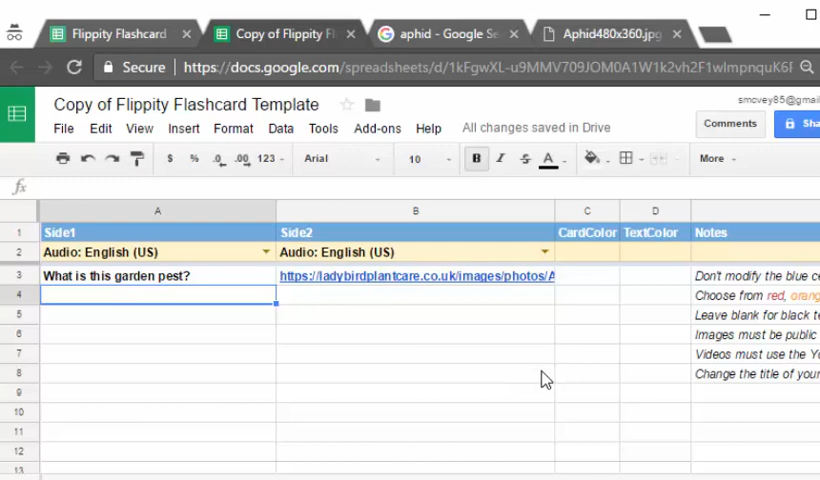 Flippity Flashcard
Copy of Flippity Fl
aphid - Google Se
Aphid480x360.jpg
Secure
https://docs.google.com/spreadsheets/d/1kFgwXL-u9MMV709JOM0A1W1k2vh2F1wImpnquK6F
Copy of Flippity Flashcard Template
smcvey85@gmai
File Edit View Insert Format Data Tools Add-ons Help All changes saved in Drive
Comments
Sha
$ % .0 .00 123 Arial 10 B I S A More
fx
A B C D
1 Side1 Side2 CardColor TextColor Notes
2 Audio: English (US) Audio: English (US)
3 What is this garden pest? https://ladybirdplantcare.co.uk/images/photos/A Don't modify the blue ce
4 Choose from red, orang
5 Leave blank for black te
6 Images must be public
7 Videos must use the Yo
8 Change the title of your
9
10
11
12
13